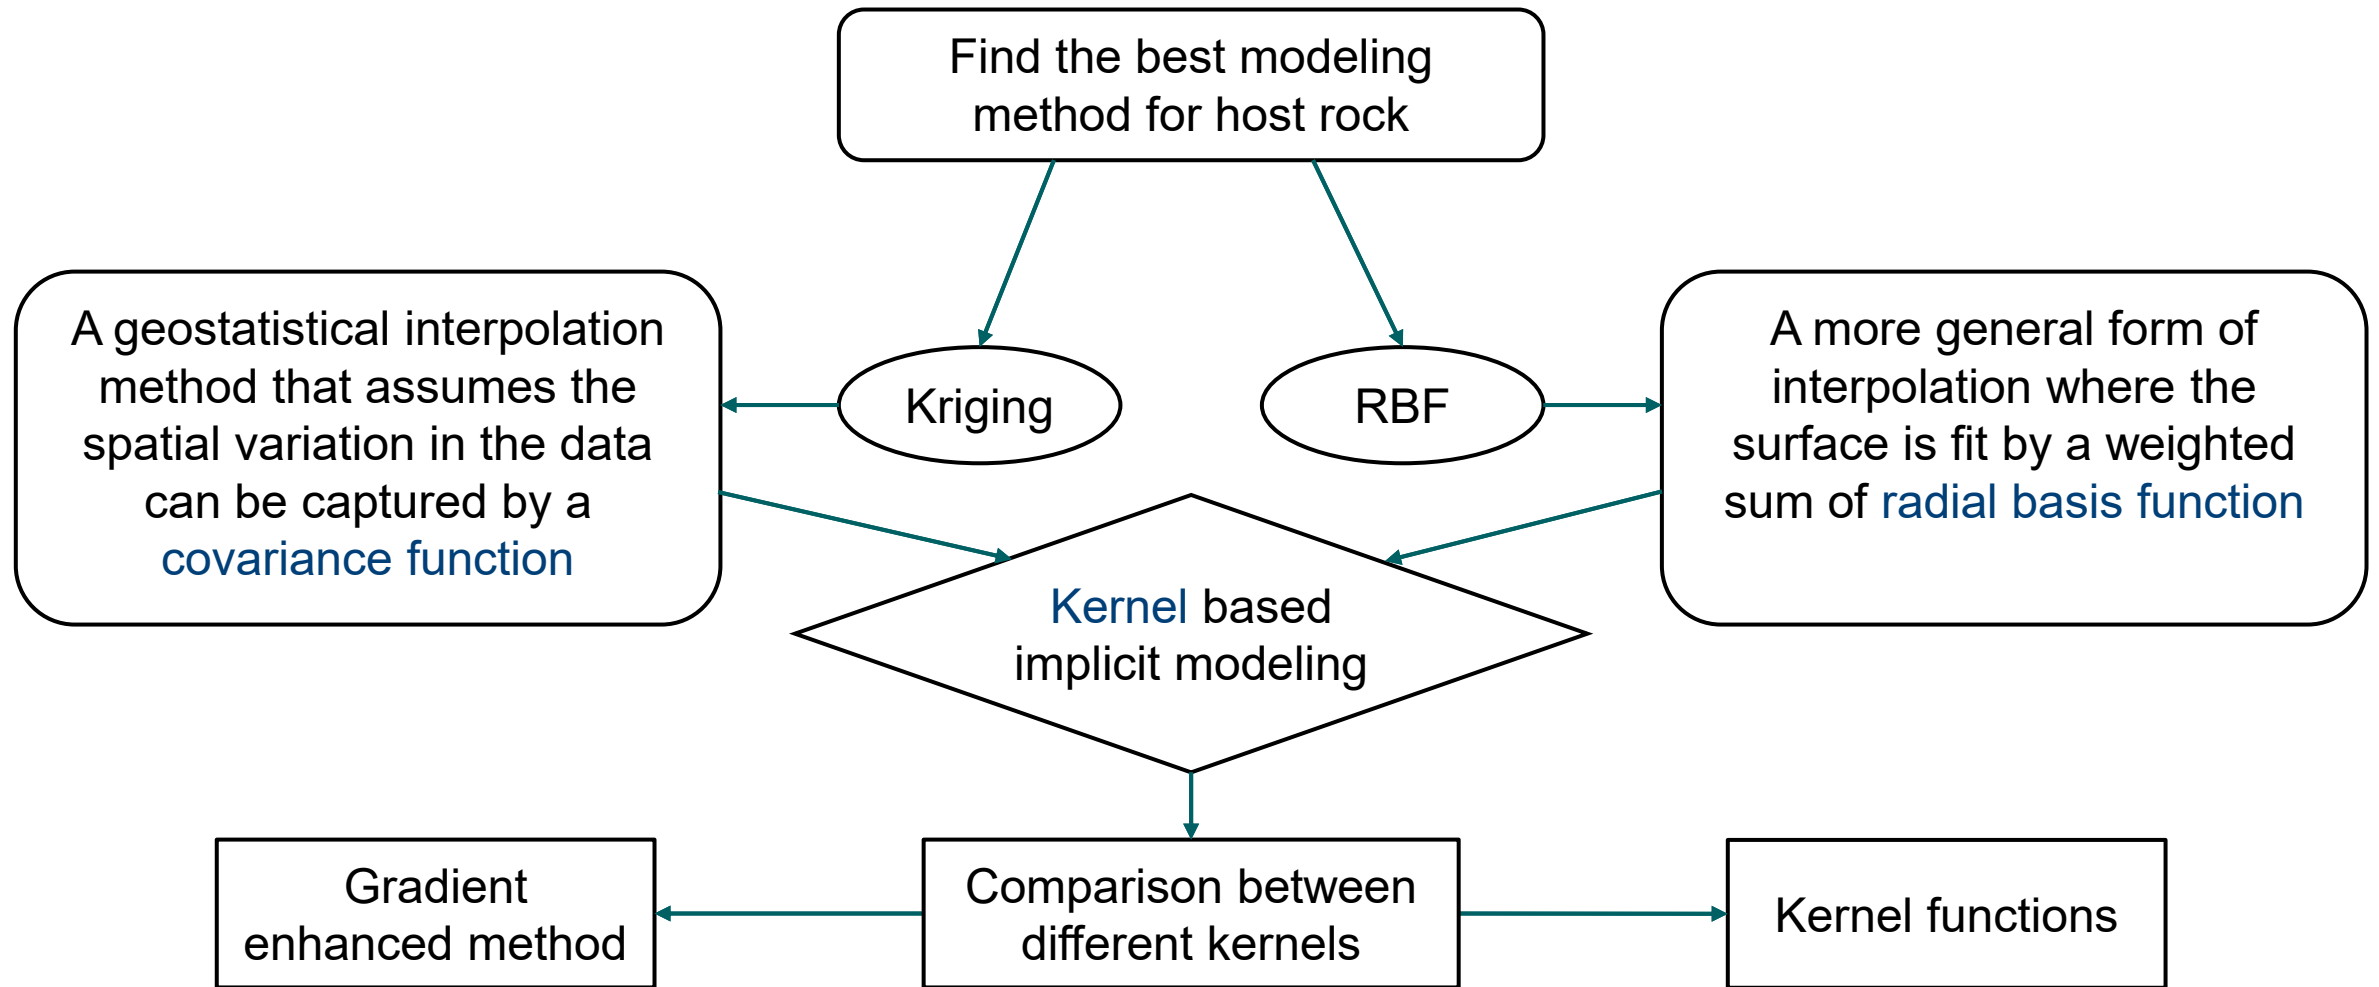 Find the best modeling
method for host rock
A geostatistical interpolation
method that assumes the
spatial variation in the data
can be captured by a
covariance function
Kriging
RBF
A more general form of
interpolation where the
surface is fit by a weighted
sum of radial basis function
Kernel based
implicit modeling
Gradient
enhanced method
Comparison between
different kernels
Kernel functions